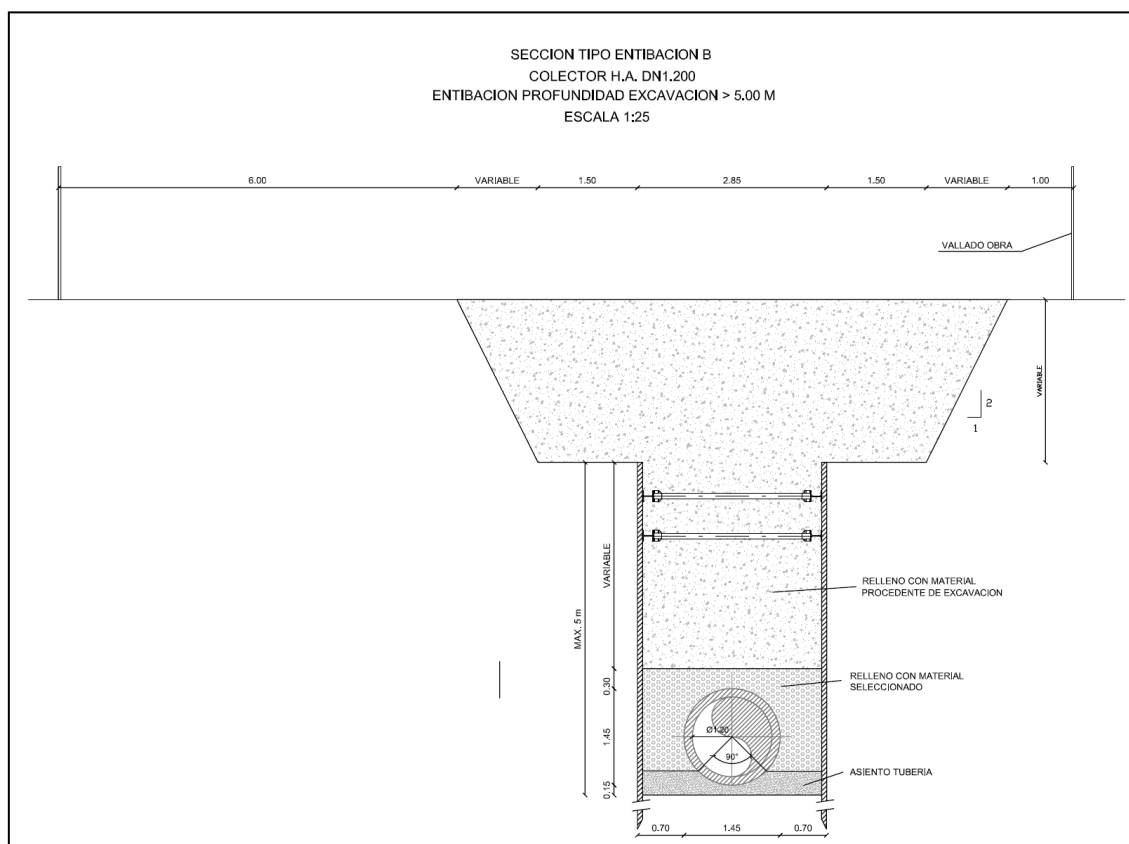 SECCION TIPO ENTIBACION B
COLECTOR H.A. DN1.200
ENTIBACION PROFUNDIDAD EXCAVACION > 5.00 M
ESCALA 1:25
6.00
VARIABLE
1.50
2.85
1.50
VARIABLE
1.00
VALLADO OBRA
VARIABLE
2
1
VARIABLE
MAX. 5 m
RELLENO CON MATERIAL
PROCEDENTE DE EXCAVACION
RELLENO CON MATERIAL
SELECCIONADO
0.30
Ø1.20
1.45
90°
ASIENTO TUBERIA
0.15
0.70
1.45
0.70